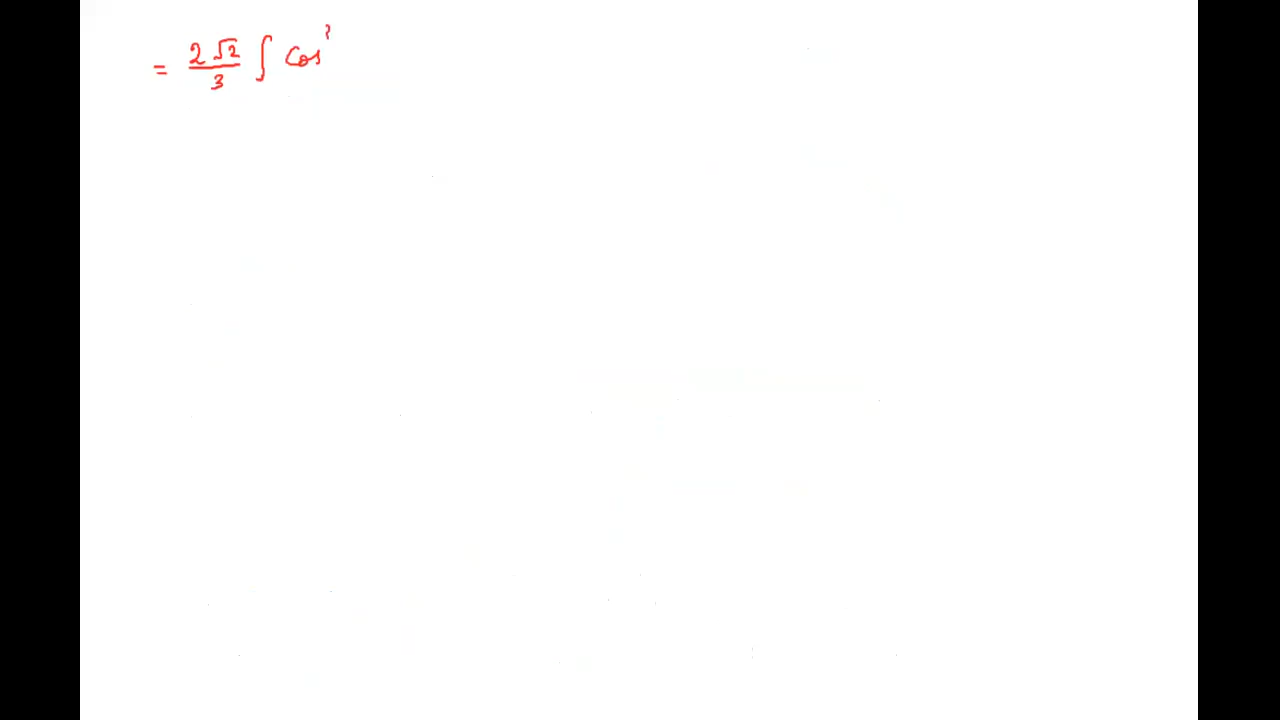 = 2√2/3 ∫ Cos